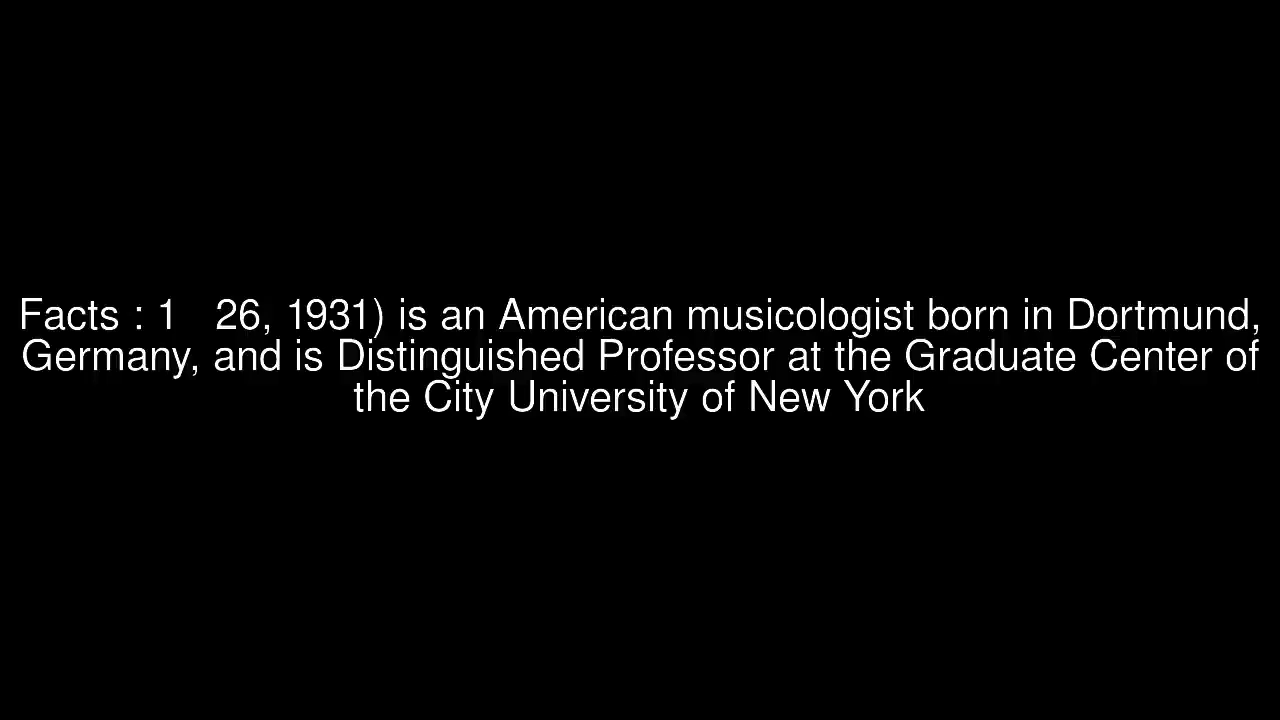 Facts : 1   26, 1931) is an American musicologist born in Dortmund,
Germany, and is Distinguished Professor at the Graduate Center of
the City University of New York